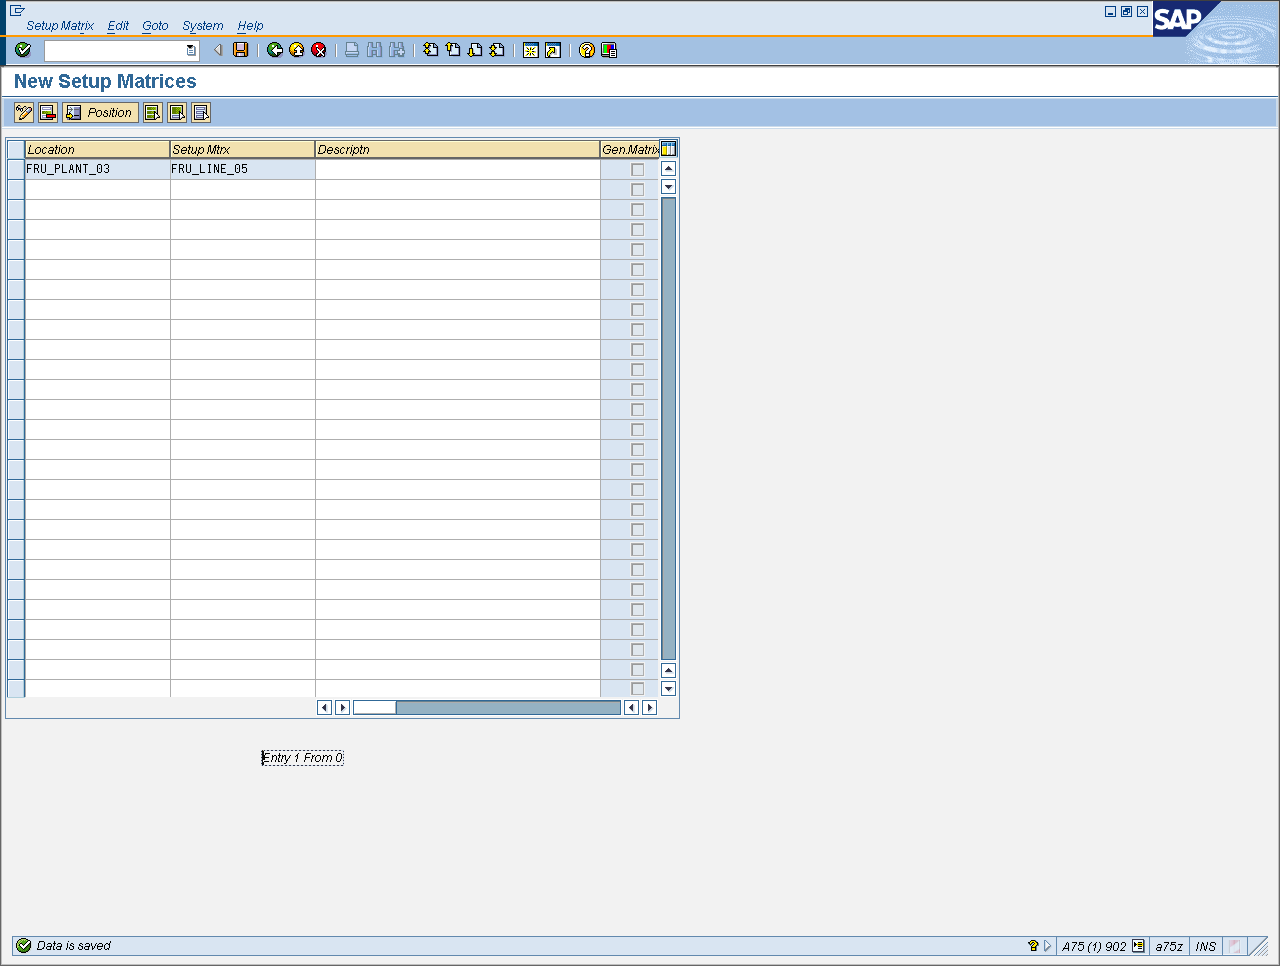 Setup Matrix Edit Goto System Help
SAP
New Setup Matrices
Position
Location Setup Mtrx Descriptn Gen.Matrix
FRU_PLANT_03 FRU_LINE_05
Entry 1 From 0
Data is saved A75 (1) 902 a75z INS